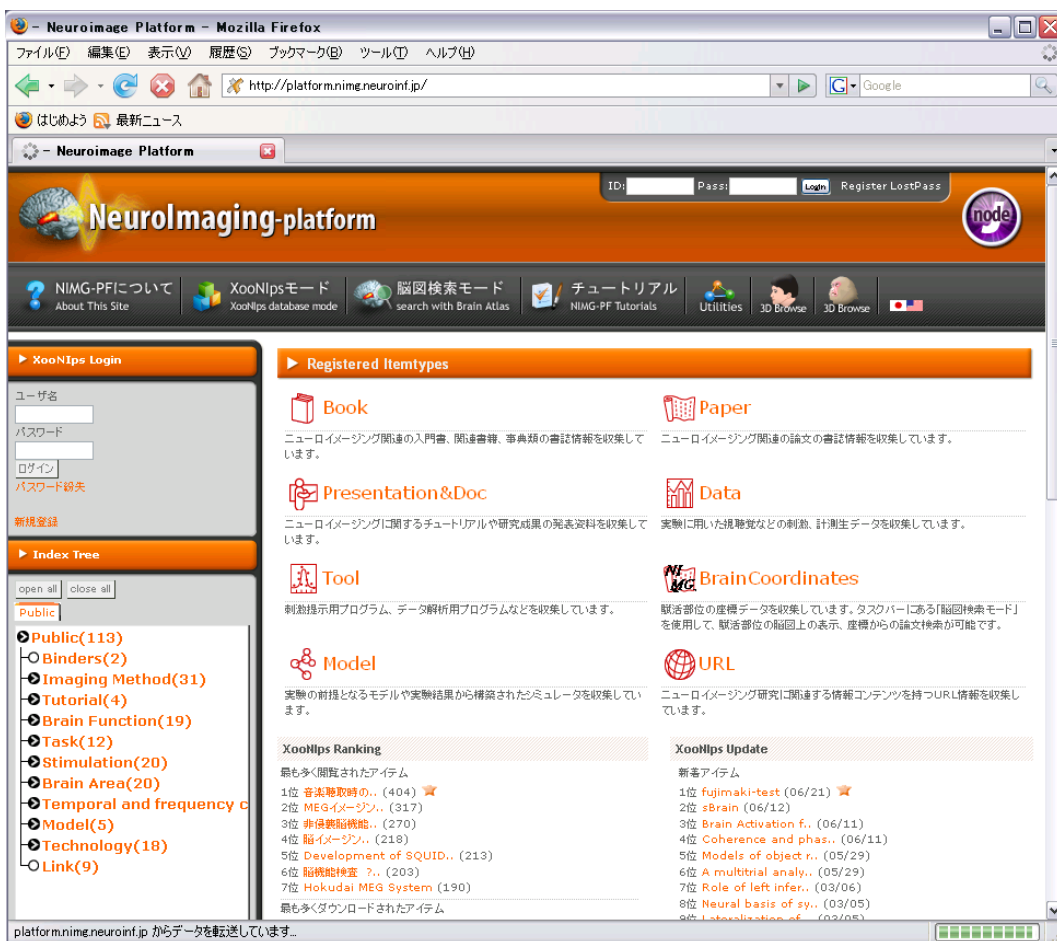 - Neuroimage Platform - Mozilla Firefox
ファイル(F) 編集(E) 表示(V) 履歴(S) ブックマーク(B) ツール(T) ヘルプ(H)
http://platform.nimg.neuroinf.jp/
G Google
はじめよう 最新ニュース
- Neuroimage Platform
ID: Pass: Login Register LostPass
NeuroImaging-platform
J node
NIMG-PFについて
About This Site
XooNIpsモード
XooNIps database mode
脳図検索モード
search with Brain Atlas
チュートリアル
NIMG-PF Tutorials
Utilities
3D Browse
3D Browse
XooNIps Login
ユーザ名
パスワード
ログイン
パスワード紛失
新規登録
Index Tree
open all close all
Public
Public(113)
Binders(2)
Imaging Method(31)
Tutorial(4)
Brain Function(19)
Task(12)
Stimulation(20)
Brain Area(20)
Temporal and frequency c
Model(5)
Technology(18)
Link(9)
Registered Itemtypes
Book
ニューロイメージング関連の入門書、関連書籍、事典類の書誌情報を収集して
います。
Paper
ニューロイメージング関連の論文の書誌情報を収集しています。
Presentation&Doc
ニューロイメージングに関するチュートリアルや研究成果の発表資料を収集して
います。
Data
実験に用いた視聴覚などの刺激、計測生データを収集しています。
Tool
刺激提示用プログラム、データ解析用プログラムなどを収集しています。
NIMG.
BrainCoordinates
賦活部位の座標データを収集しています。タスクバーにある「脳図検索モード」
を使用して、賦活部位の脳図上の表示、座標からの論文検索が可能です。
Model
実験の前提となるモデルや実験結果から構築されたシミュレータを収集してい
ます。
URL
ニューロイメージング研究に関連する情報コンテンツを持つURL情報を収集し
ています。
XooNIps Ranking
最も多く閲覧されたアイテム
1位 音楽聴取時の.. (404)
2位 MEGイメージン.. (317)
3位 非侵襲脳機能.. (270)
4位 脳イメージン.. (218)
5位 Development of SQUID.. (213)
6位 脳機能検査 ?.. (203)
7位 Hokudai MEG System (190)
最も多くダウンロードされたアイテム
XooNIps Update
新着アイテム
1位 fujimaki-test (06/21)
2位 sBrain (06/12)
3位 Brain Activation f.. (06/11)
4位 Coherence and phas.. (06/11)
5位 Models of object r.. (05/29)
6位 A multitrial analy.. (05/29)
7位 Role of left infer.. (03/06)
8位 Neural basis of sy.. (03/05)
9位 Lateralization of.. (03/05)
platform.nimg.neuroinf.jp からデータを転送しています...